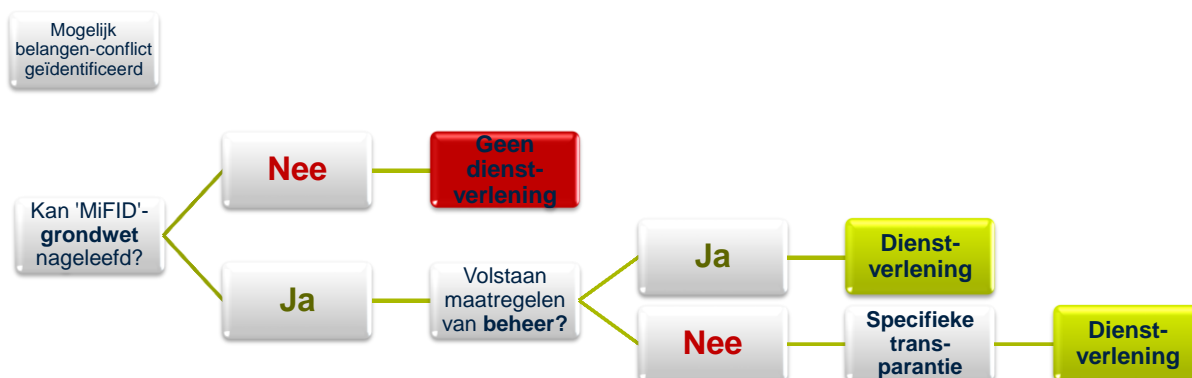 Mogelijk
belangen-conflict
geïdentificeerd
Nee
Geen
dienst-
verlening
Kan 'MiFID'-
grondwet
nageleefd?
Ja
Volstaan
maatregelen
van beheer?
Ja
Dienst-
verlening
Nee
Specifieke
trans-
parantie
Dienst-
verlening